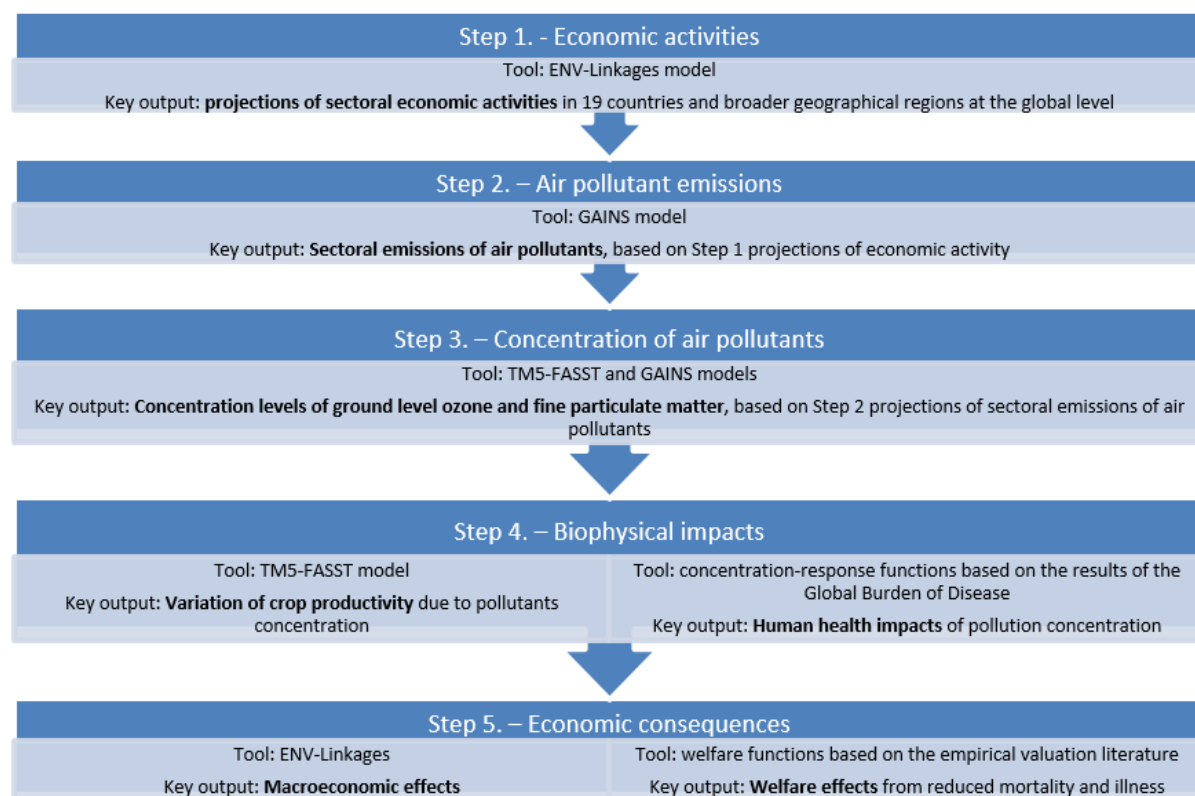 Step 1. - Economic activities
Tool: ENV-Linkages model
Key output: projections of sectoral economic activities in 19 countries and broader geographical regions at the global level
Step 2. – Air pollutant emissions
Tool: GAINS model
Key output: Sectoral emissions of air pollutants, based on Step 1 projections of economic activity
Step 3. – Concentration of air pollutants
Tool: TM5-FASST and GAINS models
Key output: Concentration levels of ground level ozone and fine particulate matter, based on Step 2 projections of sectoral emissions of air
pollutants
Step 4. – Biophysical impacts
Tool: TM5-FASST model
Key output: Variation of crop productivity due to pollutants
concentration
Tool: concentration-response functions based on the results of the
Global Burden of Disease
Key output: Human health impacts of pollution concentration
Step 5. – Economic consequences
Tool: ENV-Linkages
Key output: Macroeconomic effects
Tool: welfare functions based on the empirical valuation literature
Key output: Welfare effects from reduced mortality and illness